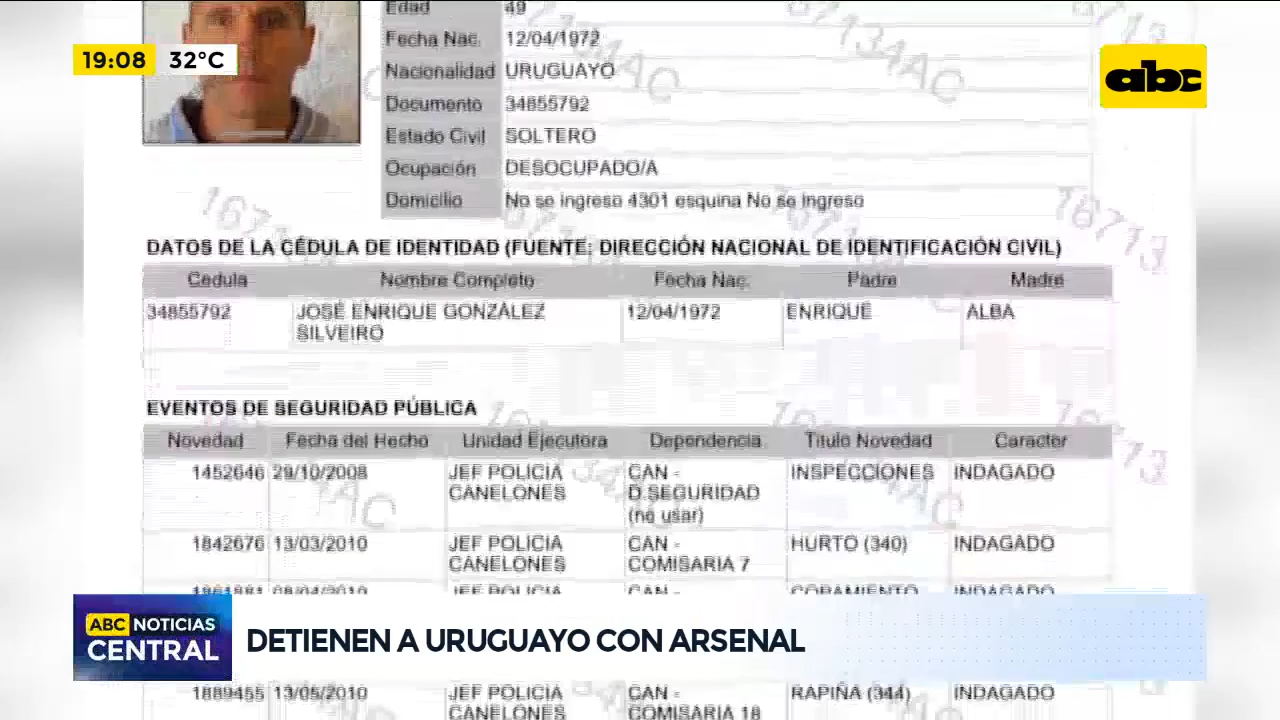 19:08 32°C
abc
Edad 49
Fecha Nac. 12/04/1972
Nacionalidad URUGUAYO
Documento 34855792
Estado Civil SOLTERO
Ocupación DESOCUPADO/A
Domicilio No se ingreso 4301 esquina No se ingreso
DATOS DE LA CÉDULA DE IDENTIDAD (FUENTE: DIRECCIÓN NACIONAL DE IDENTIFICACIÓN CIVIL)
Cedula Nombre Completo Fecha Nac. Padre Madre
34855792 JOSÉ ENRIQUE GONZÁLEZ 12/04/1972 ENRIQUE ALBA
SILVEIRO
EVENTOS DE SEGURIDAD PÚBLICA
Novedad Fecha del Hecho Unidad Ejecutora Dependencia Titulo Novedad Caracter
1452646 29/10/2008 JEF POLICIA CAN - INSPECCIONES INDAGADO
CANELONES D.SEGURIDAD
(no usar)
1842676 13/03/2010 JEF POLICIA CAN - HURTO (340) INDAGADO
CANELONES COMISARIA 7
JEF POLICIA CAN - INDAGADO
ABC NOTICIAS
CENTRAL
DETIENEN A URUGUAYO CON ARSENAL
1889455 13/05/2010 JEF POLICIA CAN - RAPIÑA (344) INDAGADO
CANELONES COMISARIA 18